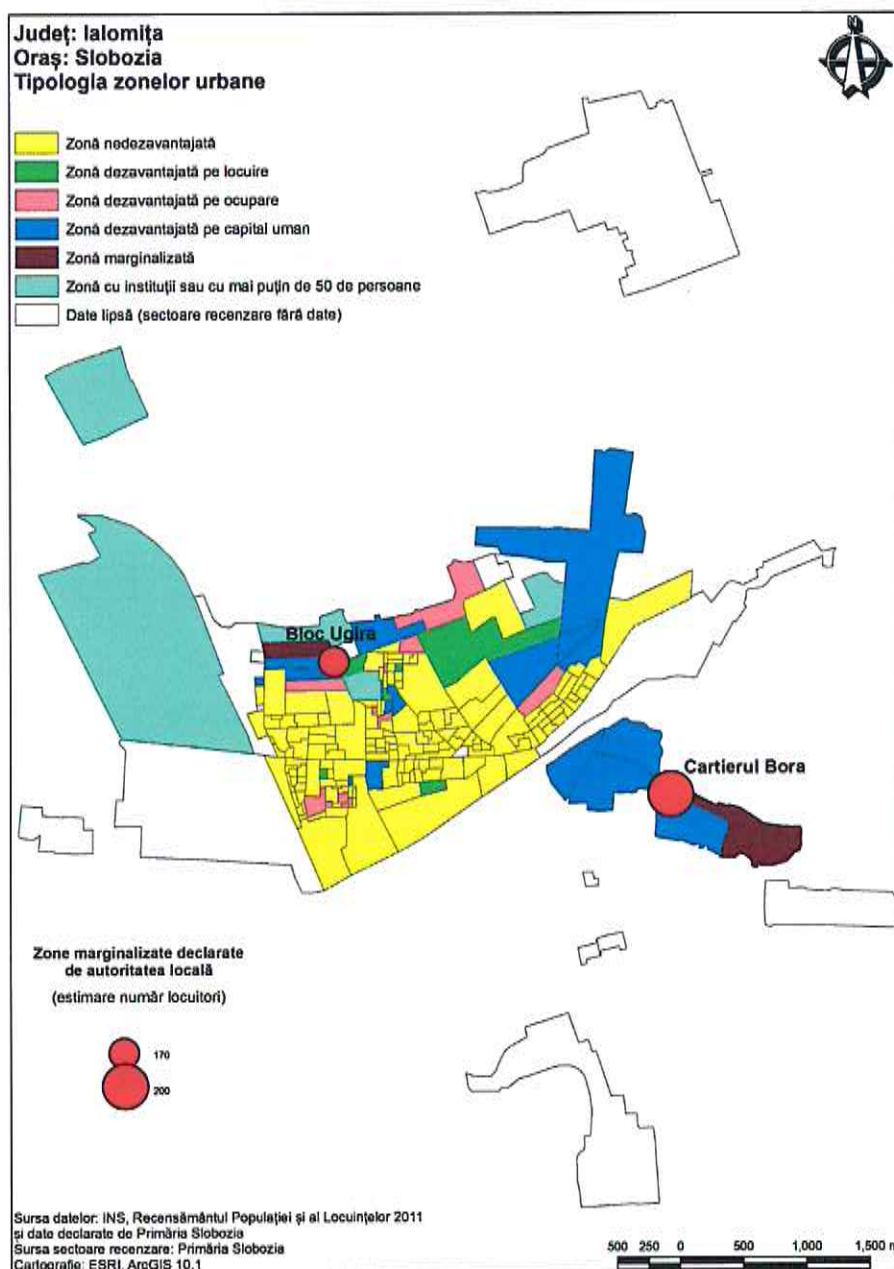 Județ: Ialomița
Oraș: Slobozia
Tipologia zonelor urbane
N
Zonă nedezavantajată
Zonă dezavantajată pe locuire
Zonă dezavantajată pe ocupare
Zonă dezavantajată pe capital uman
Zonă marginalizată
Zonă cu instituții sau cu mai puțin de 50 de persoane
Date lipsă (sectoare recenzare fără date)
Bloc Ugira
Cartierul Bora
Zone marginalizate declarate
de autoritatea locală
(estimare număr locuitori)
170
200
Sursa datelor: INS, Recensământul Populației și al Locuințelor 2011
și date declarate de Primăria Slobozia
Sursa sectoare recenzare: Primăria Slobozia
Cartografie: ESRI, ArcGIS 10.1
500 250 0 500 1,000 1,500 m